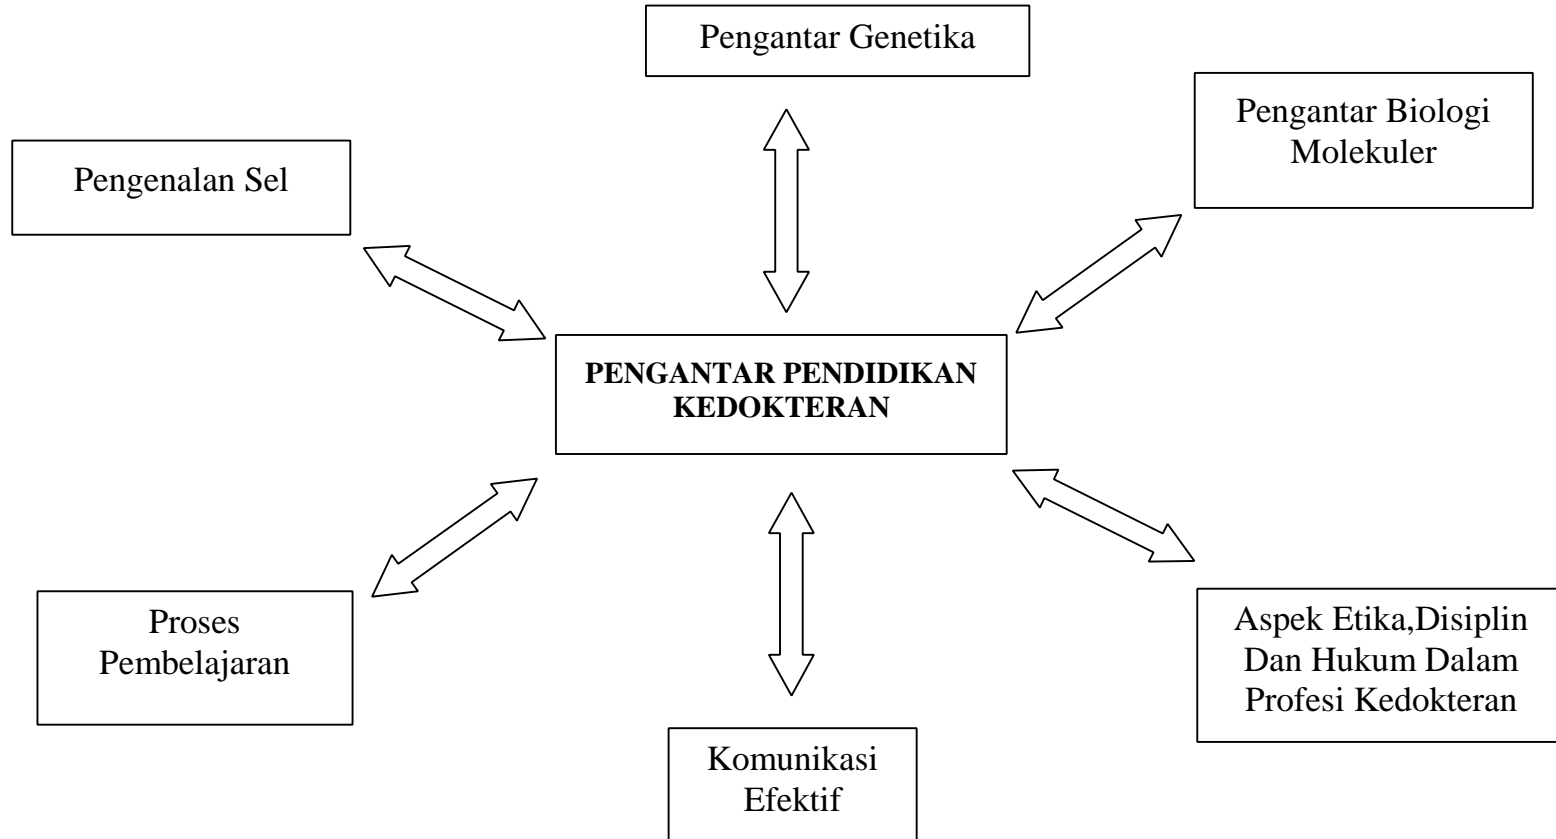 Pengantar Genetika
Pengantar Biologi
Molekuler
Pengenalan Sel
PENGANTAR PENDIDIKAN
KEDOKTERAN
Proses
Pembelajaran
Aspek Etika,Disiplin
Dan Hukum Dalam
Profesi Kedokteran
Komunikasi
Efektif